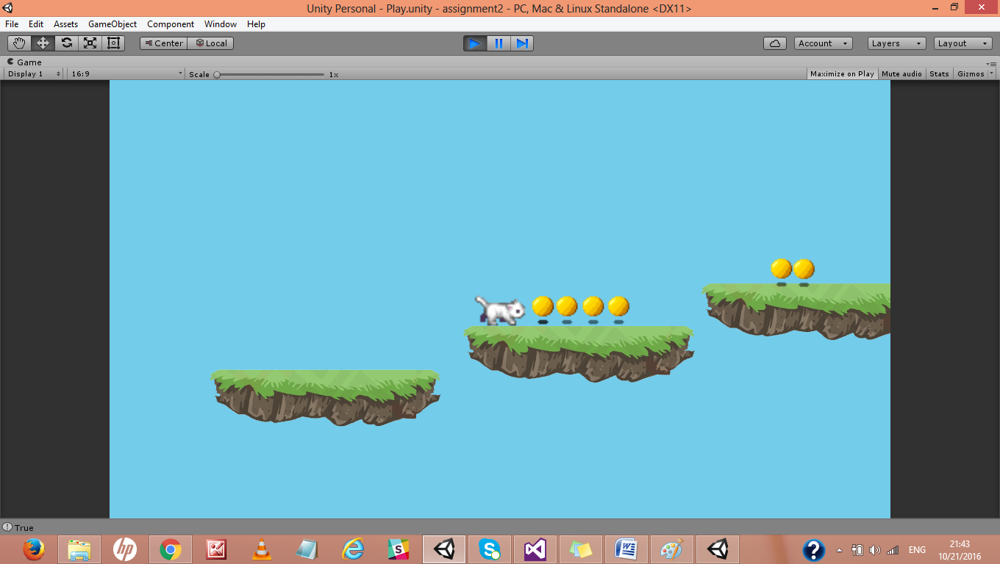 Unity Personal - Play.unity - assignment2 - PC, Mac & Linux Standalone <DX11>
File Edit Assets GameObject Component Window Help
Center Local Account Layers Layout
Game
Display 1 16:9 Scale 1x Maximize on Play Mute audio Stats Gizmos
True
hp S S W ? ENG 21:43
10/21/2016